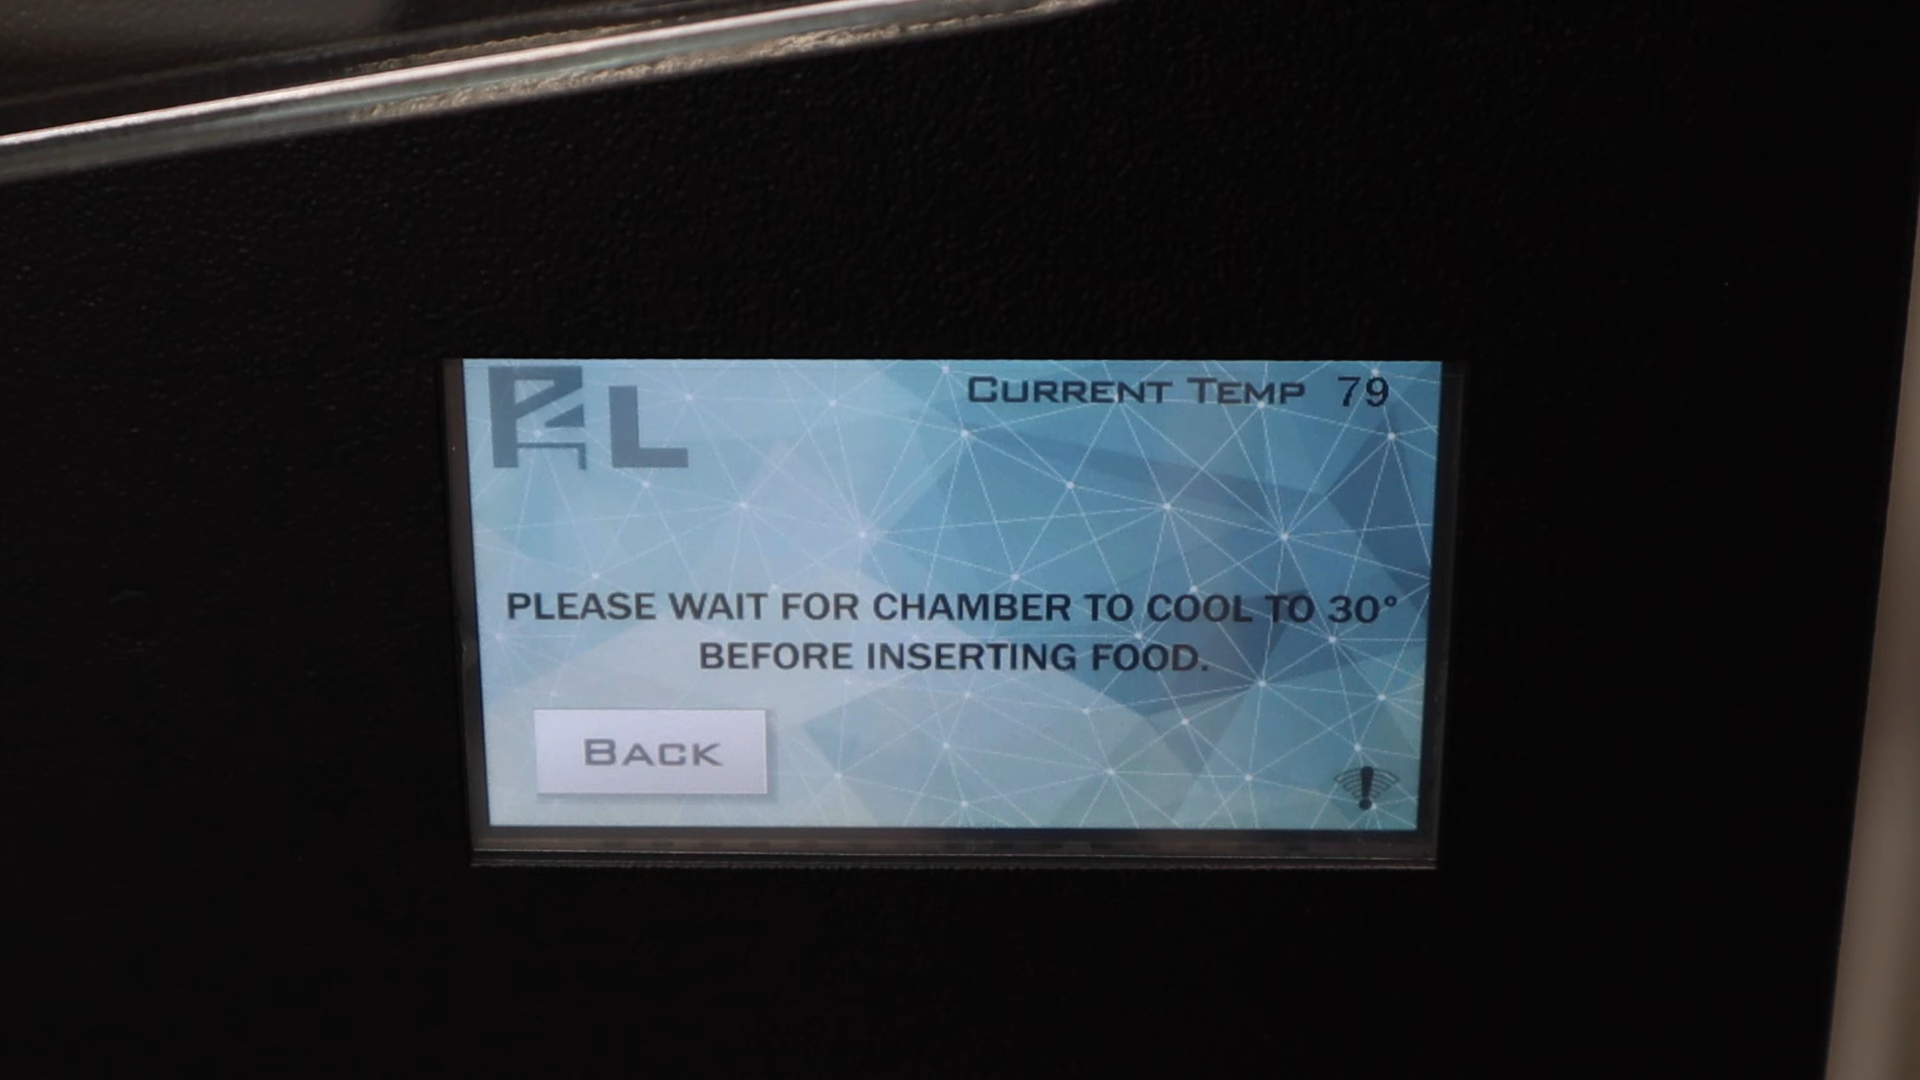 CURRENT TEMP 79
PLEASE WAIT FOR CHAMBER TO COOL TO 30°
BEFORE INSERTING FOOD.
BACK